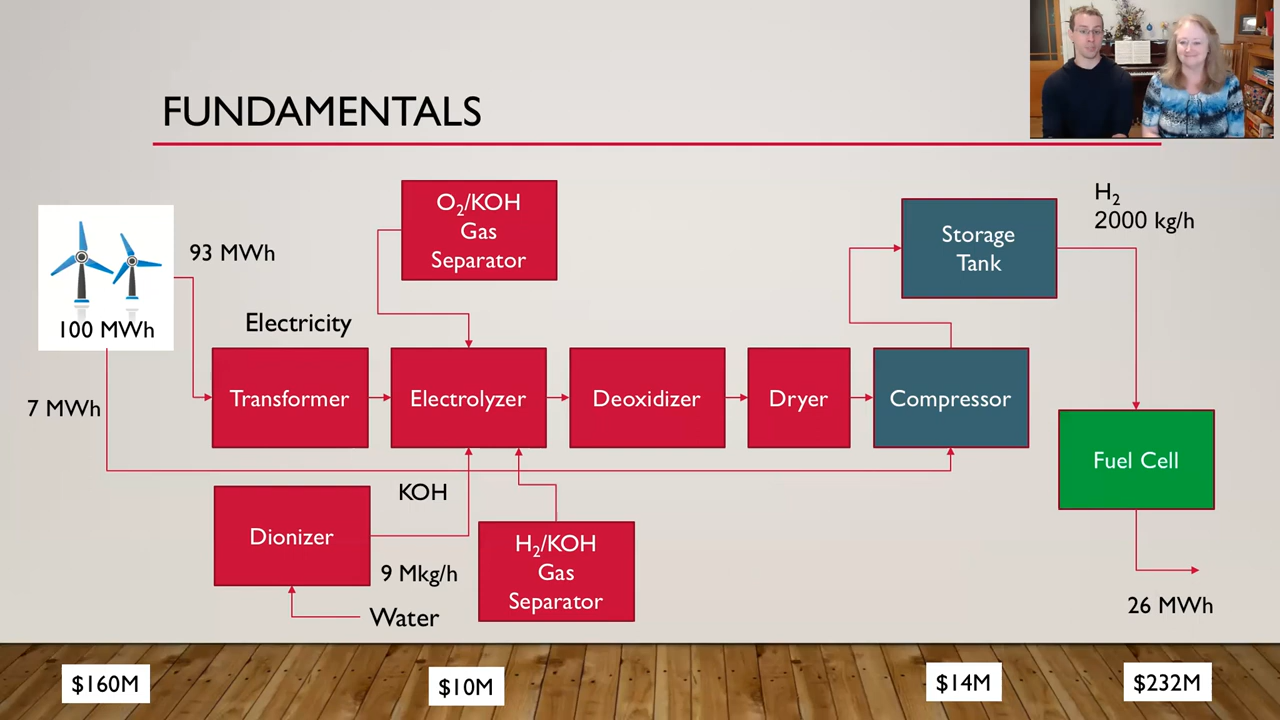 FUNDAMENTALS
O₂/KOH
Gas
Separator
H₂
2000 kg/h
Storage
Tank
93 MWh
100 MWh
Electricity
7 MWh
Transformer
Electrolyzer
Deoxidizer
Dryer
Compressor
Fuel Cell
KOH
Dionizer
9 Mkg/h
H₂/KOH
Gas
Separator
Water
26 MWh
$160M
$10M
$14M
$232M